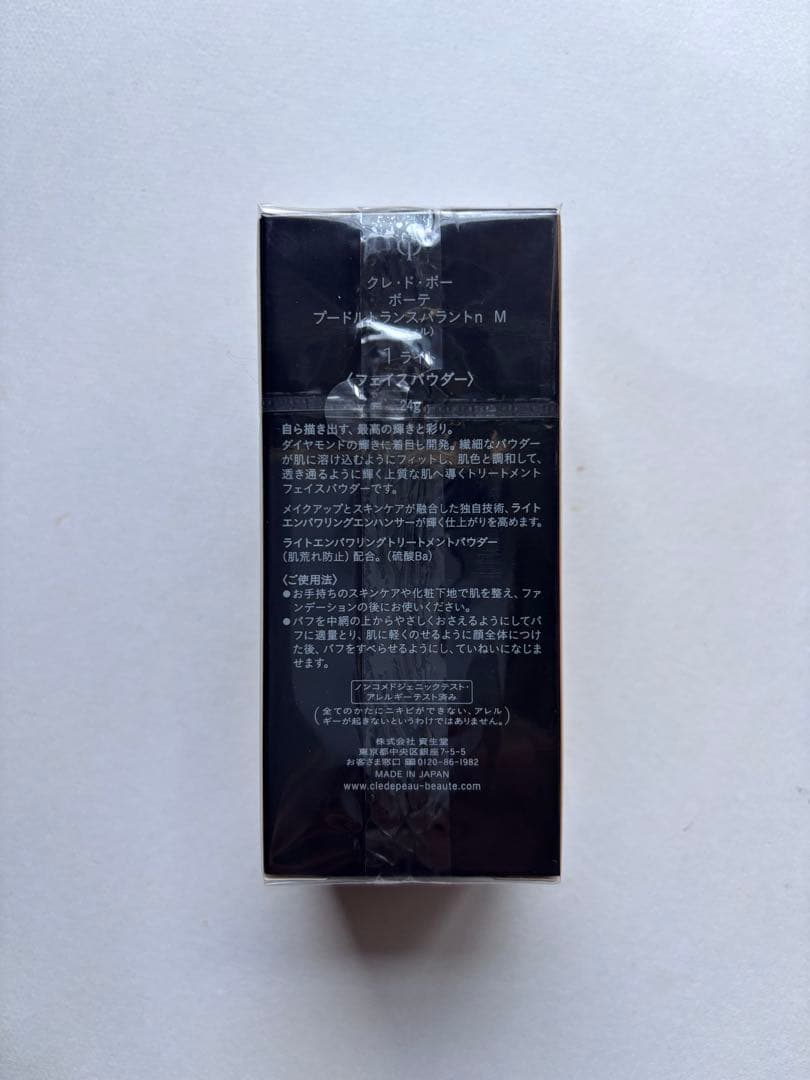 クレ・ド・ポー
ボーテ
プードルトランスパラントn M
1 ライト
〈フェイスパウダー〉
24g
自ら描き出す、最高の輝きと彩り。
ダイヤモンドの輝きに着目し開発。繊細なパウダー
が肌に溶け込むようにフィットし、肌色と調和して、
透き通るように輝く上質な肌へ導くトリートメント
フェイスパウダーです。
メイクアップとスキンケアが融合した独自技術、ライト
エンパワリングエンハンサーが輝く仕上がりを高めます。
ライトエンパワリングトリートメントパウダー
(肌荒れ防止)配合。(硫酸Ba)
〈ご使用法〉
●お手持ちのスキンケアや化粧下地で肌を整え、ファ
ンデーションの後にお使いください。
●パフを中網の上からやさしくおさえるようにしてパ
フに適量とり、肌に軽くのせるように顔全体につけ
た後、パフをすべらせるようにし、ていねいになじま
せます。
ノンコメドジェニックテスト・
アレルギーテスト済み
(全てのかたにニキビができない、アレル
ギーが起きないというわけではありません。)
株式会社 資生堂
東京都中央区銀座7-5-5
お客さま窓口 0120-86-1982
MADE IN JAPAN
www.cledepeau-beaute.com